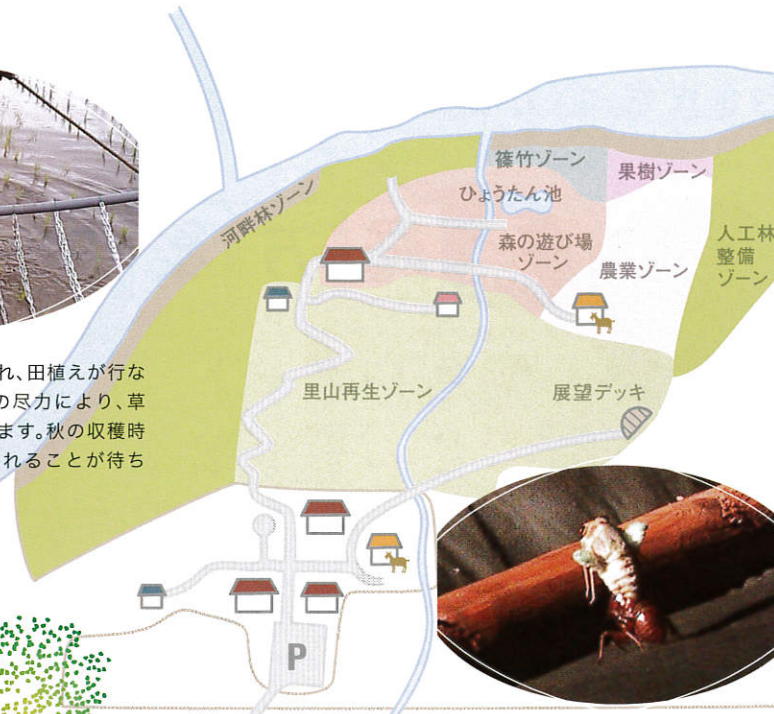 篠竹ゾーン
果樹ゾーン
ひょうたん池
河畔林ゾーン
森の遊び場
ゾーン
農業ゾーン
人工林
整備
ゾーン
れ、田植えが行な
の尽力により、草
ます。秋の収穫時
れることが待ち
里山再生ゾーン
展望デッキ
P